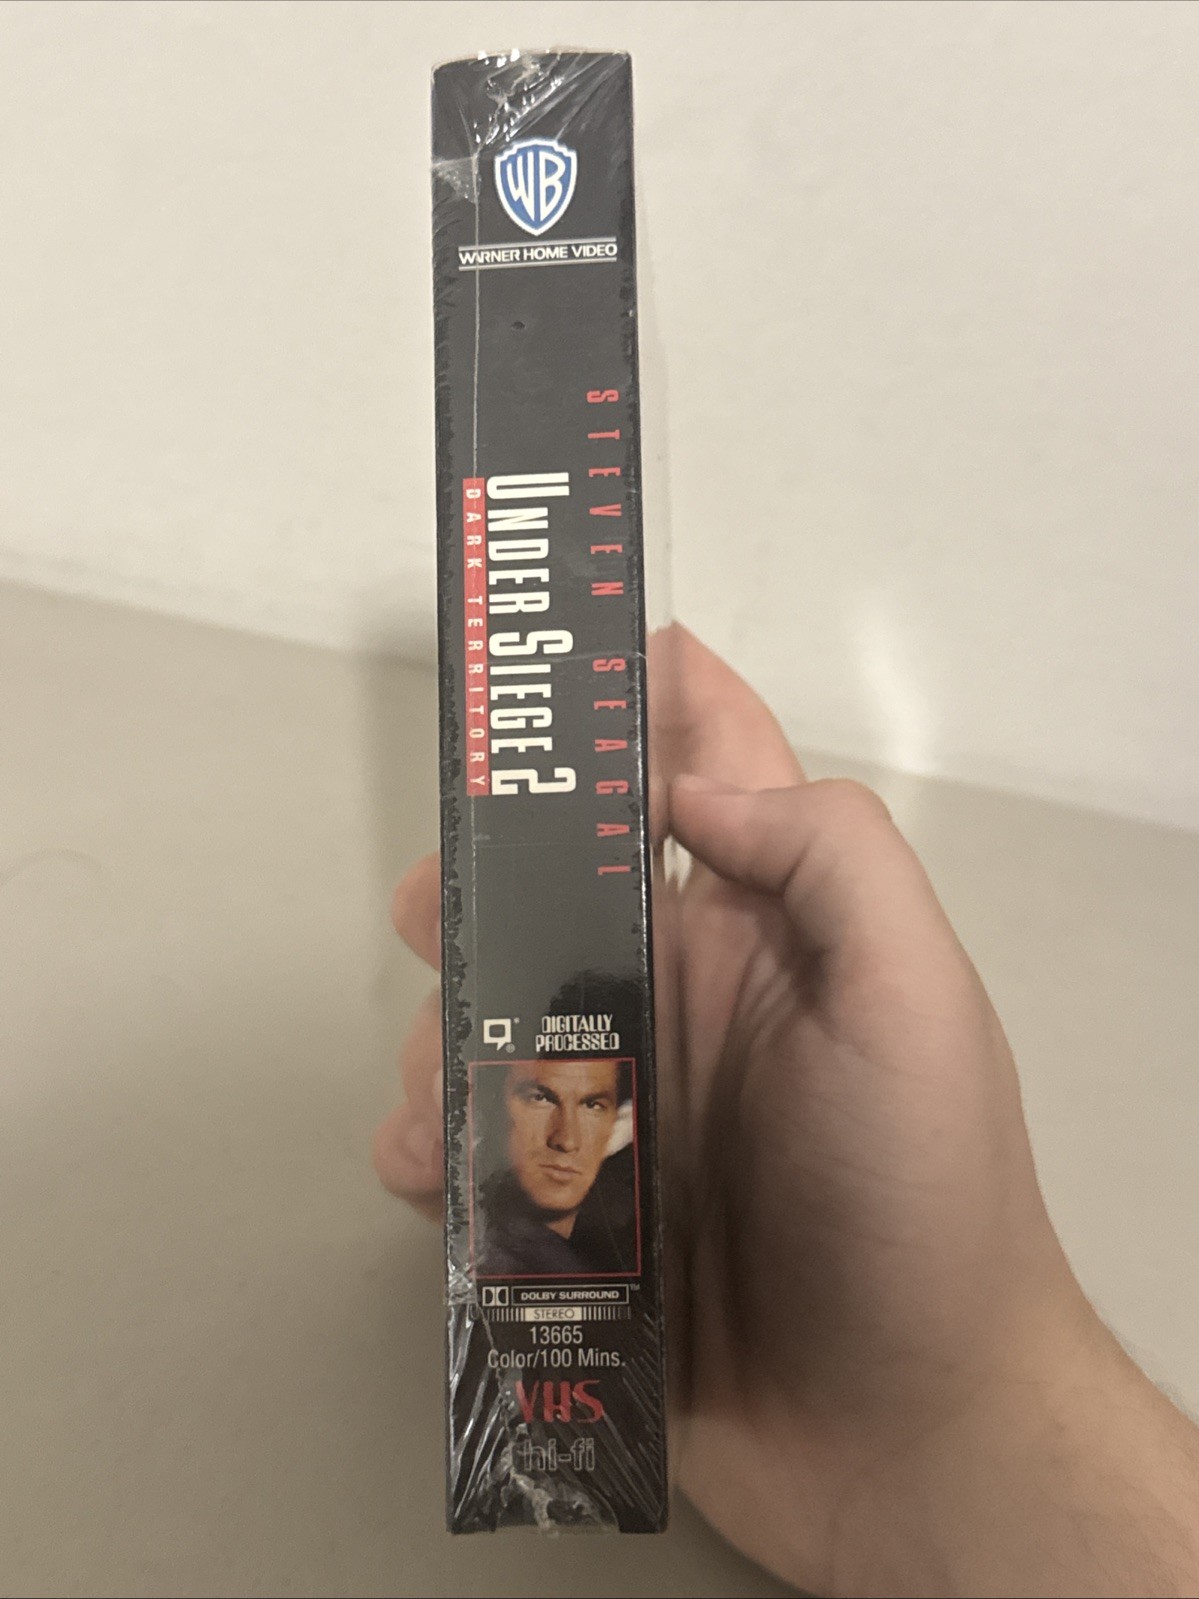 WB
WARNER HOME VIDEO
STEVEN SEAGAL
UNDER SIEGE 2
DARK TERRITORY
DIGITALLY
PROCESSED
DOLBY SURROUND™
STEREO
13665
Color/100 Mins.
VHS
hi-fi